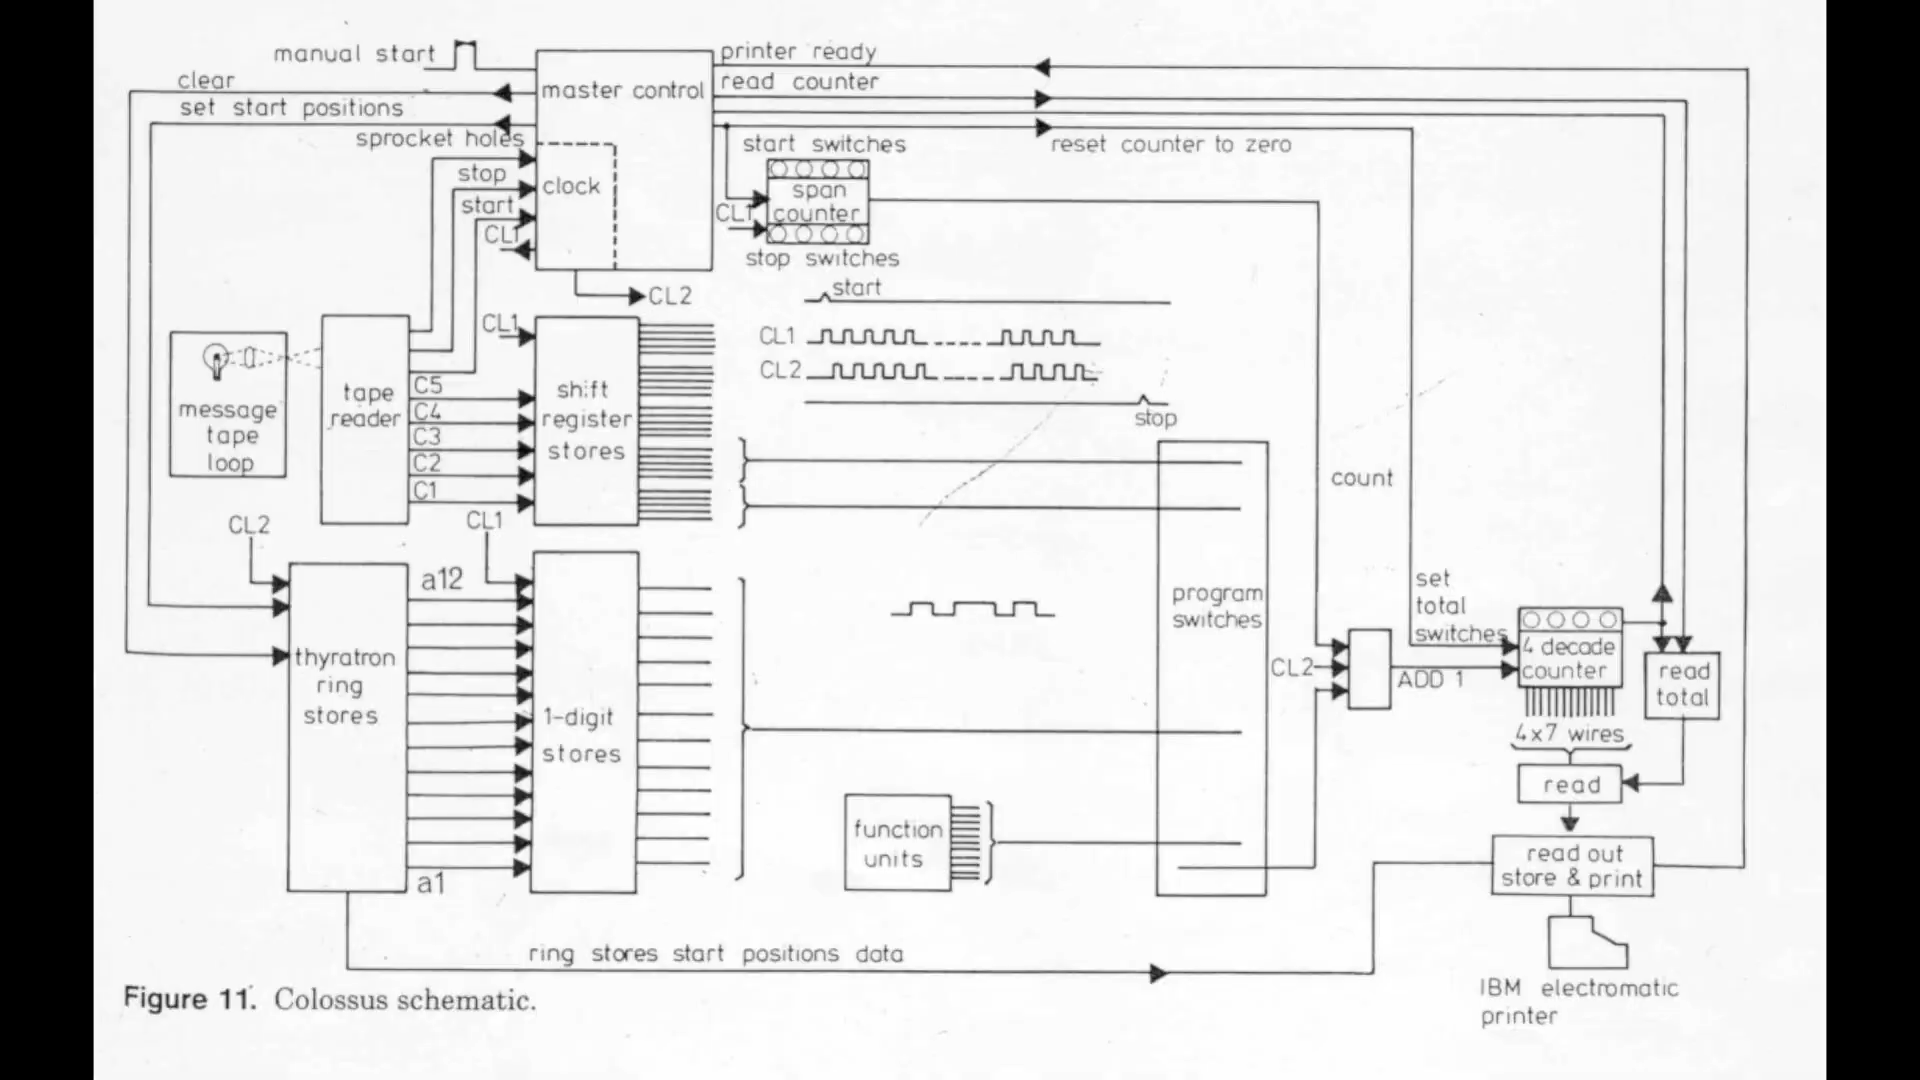 manual start
clear
set start positions
sprocket holes
stop
start
CL1
master control
clock
CL2
printer ready
read counter
reset counter to zero
start switches
span
counter
CL1
stop switches
start
CL1
CL2
stop
message
tape
loop
tape
reader
C5
C4
C3
C2
C1
CL1
shift
register
stores
CL2
CL1
a12
thyratron
ring
stores
a1
1-digit
stores
function
units
program
switches
count
CL2
ADD 1
set
total
switches
4 decade
counter
4x7 wires
read
total
read
read out
store & print
IBM electromatic
printer
ring stores start positions data
Figure 11. Colossus schematic.